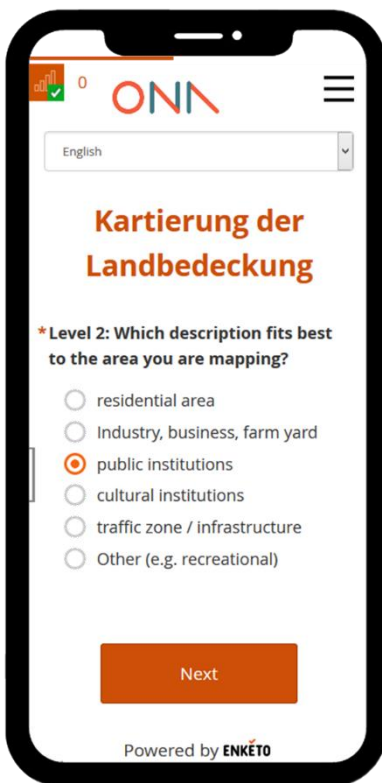 0
ONA
English
Kartierung der
Landbedeckung
*Level 2: Which description fits best
to the area you are mapping?
residential area
Industry, business, farm yard
public institutions
cultural institutions
traffic zone / infrastructure
Other (e.g. recreational)
Next
Powered by ENKETO